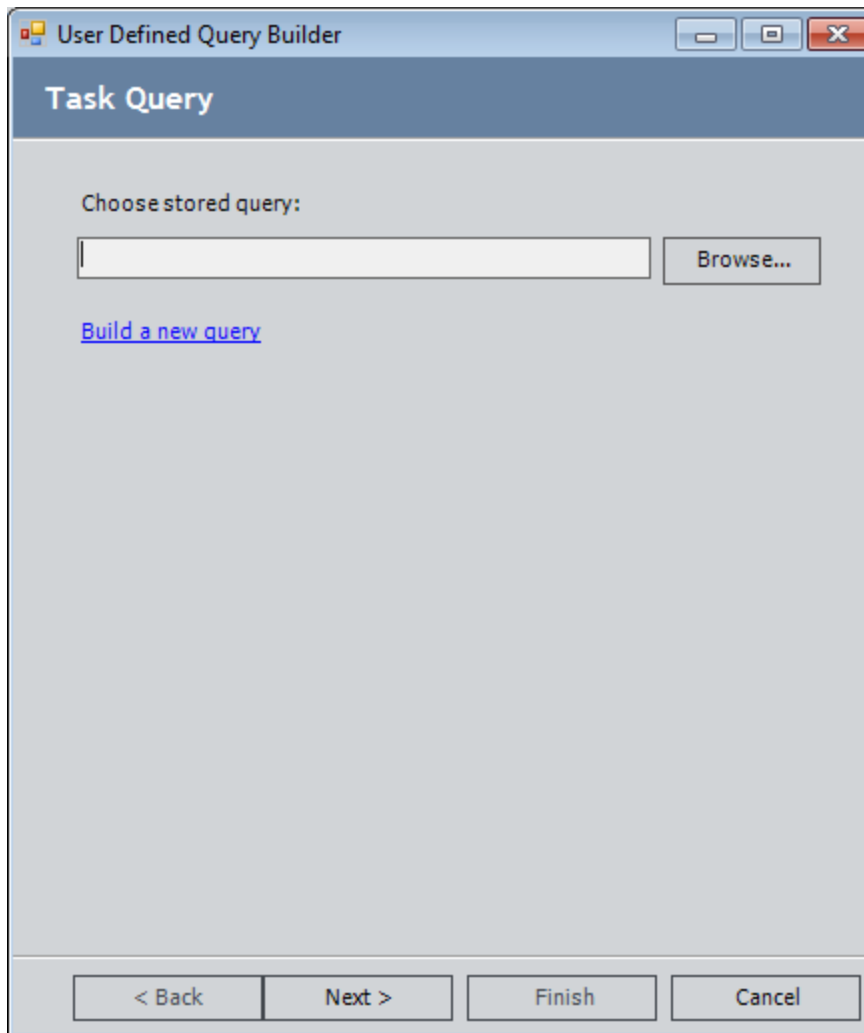 User Defined Query Builder
Task Query
Choose stored query:
Browse...
Build a new query
< Back
Next >
Finish
Cancel